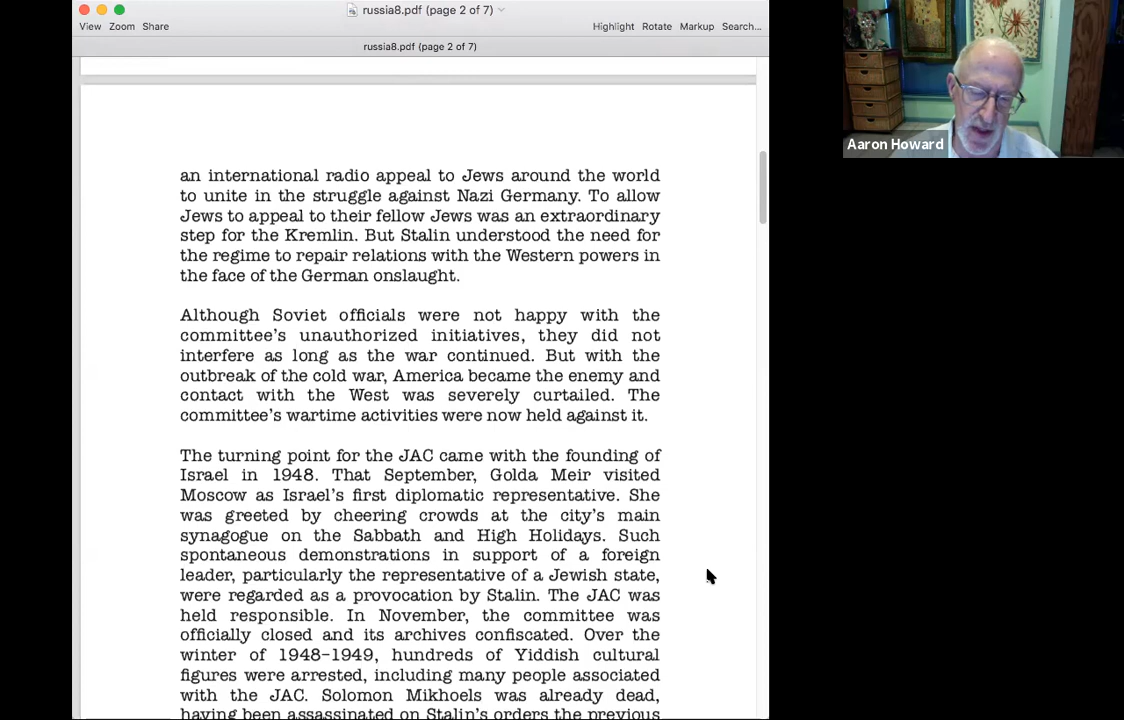 russia8.pdf (page 2 of 7)
View Zoom Share
Highlight Rotate Markup Search...
russia8.pdf (page 2 of 7)
an international radio appeal to Jews around the world
to unite in the struggle against Nazi Germany. To allow
Jews to appeal to their fellow Jews was an extraordinary
step for the Kremlin. But Stalin understood the need for
the regime to repair relations with the Western powers in
the face of the German onslaught.
Although Soviet officials were not happy with the
committee's unauthorized initiatives, they did not
interfere as long as the war continued. But with the
outbreak of the cold war, America became the enemy and
contact with the West was severely curtailed. The
committee's wartime activities were now held against it.
The turning point for the JAC came with the founding of
Israel in 1948. That September, Golda Meir visited
Moscow as Israel's first diplomatic representative. She
was greeted by cheering crowds at the city's main
synagogue on the Sabbath and High Holidays. Such
spontaneous demonstrations in support of a foreign
leader, particularly the representative of a Jewish state,
were regarded as a provocation by Stalin. The JAC was
held responsible. In November, the committee was
officially closed and its archives confiscated. Over the
winter of 1948-1949, hundreds of Yiddish cultural
figures were arrested, including many people associated
with the JAC. Solomon Mikhoels was already dead,
having been assassinated on Stalin's orders the previous
Aaron Howard